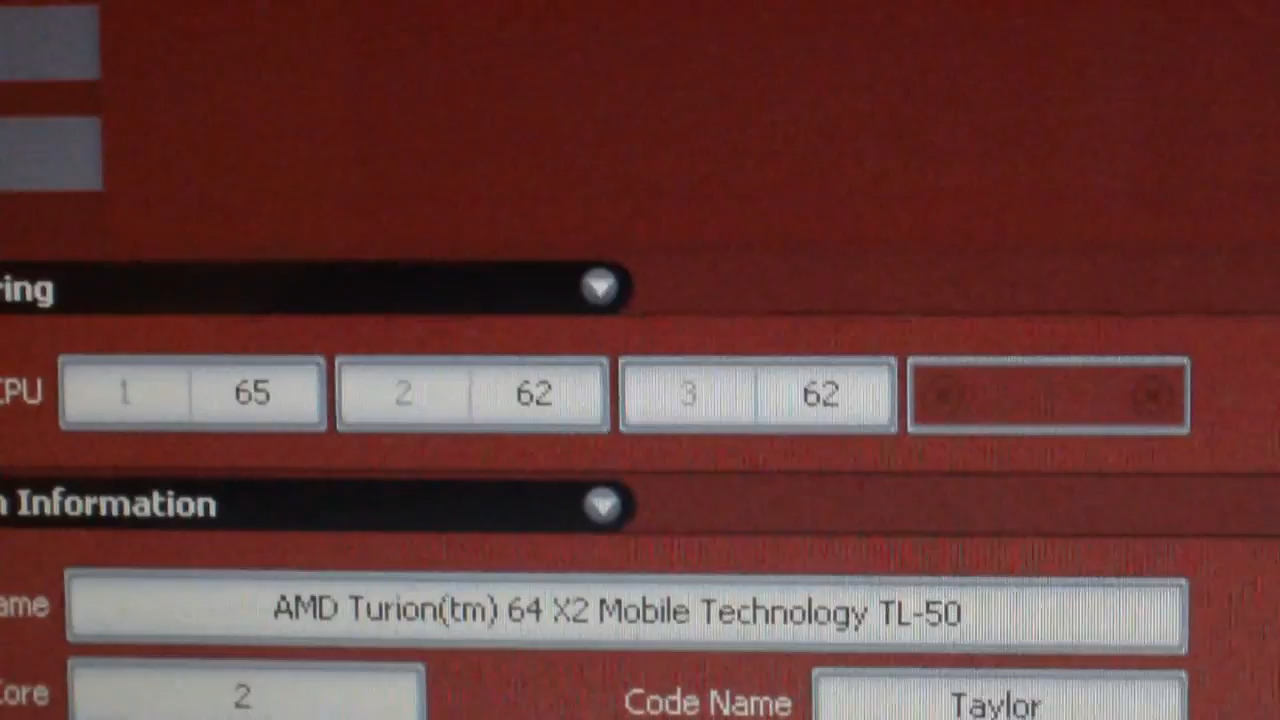 ring
CPU 1 65 2 62 3 62
n Information
ame AMD Turion(tm) 64 X2 Mobile Technology TL-50
Core 2 Code Name Taylor